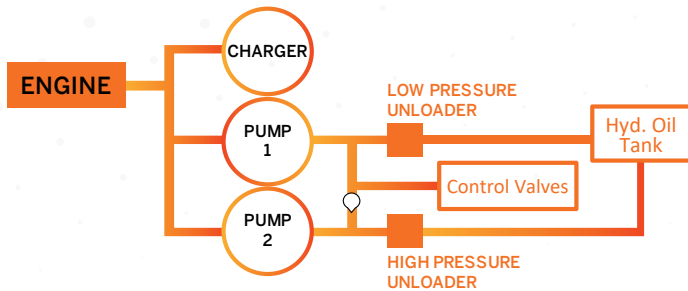 CHARGER
ENGINE
LOW PRESSURE
UNLOADER
PUMP
1
Hyd. Oil
Tank
Control Valves
PUMP
2
HIGH PRESSURE
UNLOADER